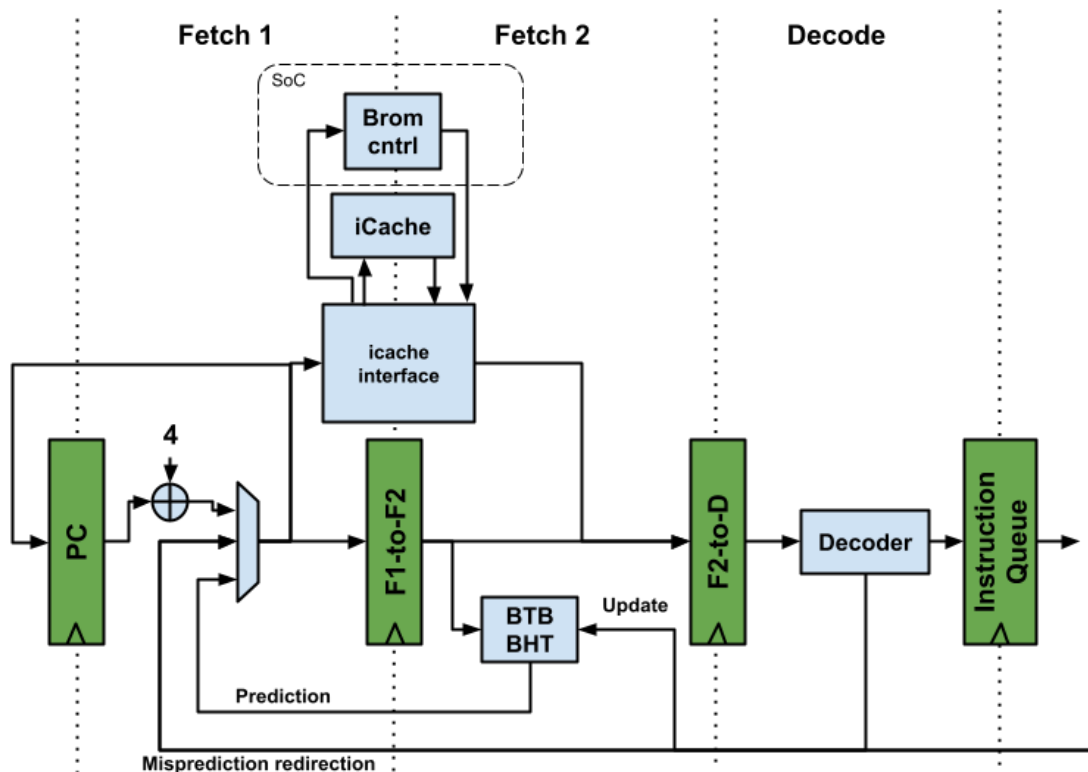 Fetch 1
Fetch 2
Decode
SoC
Brom
cntrl
iCache
icache
interface
4
PC
F1-to-F2
F2-to-D
Decoder
Instruction
Queue
BTB
BHT
Update
Prediction
Misprediction redirection